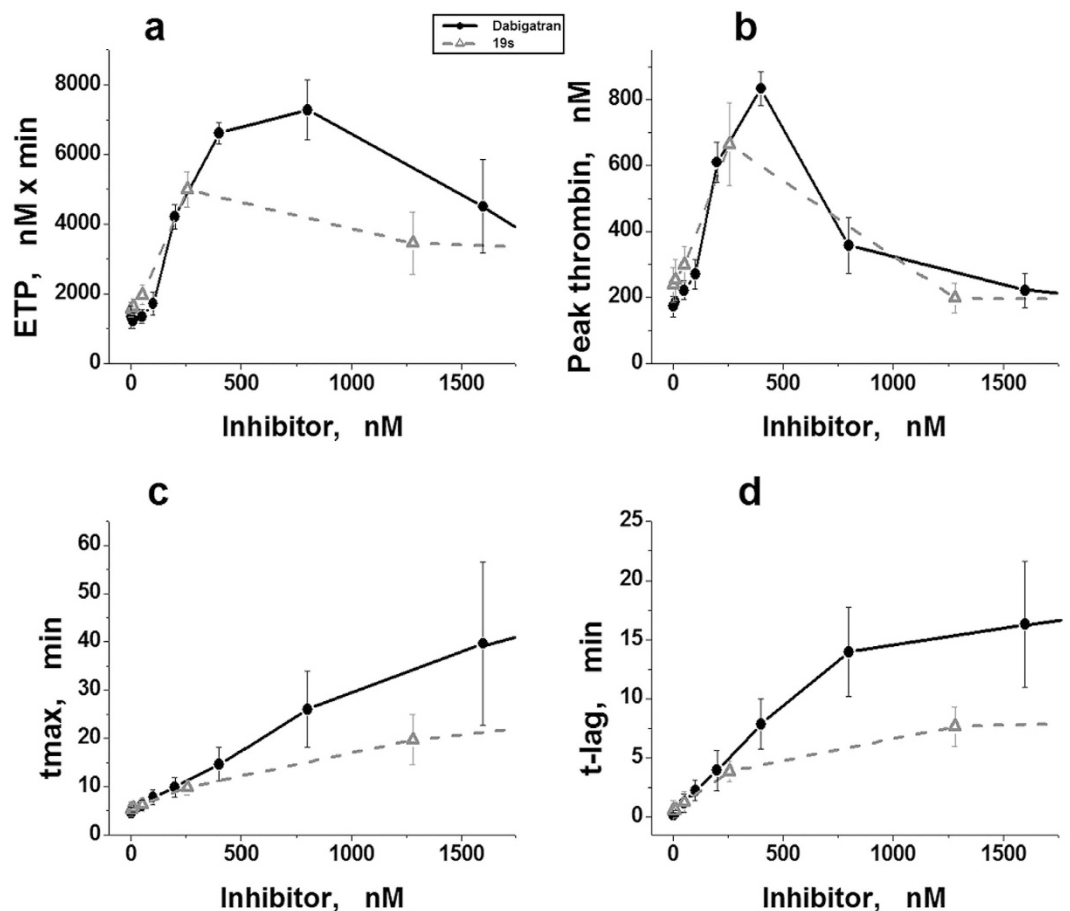 a
Dabigatran
19s
b
ETP, nM x min
8000
6000
4000
2000
0
0 500 1000 1500
Inhibitor, nM
Peak thrombin, nM
800
600
400
200
0
0 500 1000 1500
Inhibitor, nM
c
tmax, min
60
50
40
30
20
10
0
0 500 1000 1500
Inhibitor, nM
d
t-lag, min
25
20
15
10
5
0
0 500 1000 1500
Inhibitor, nM